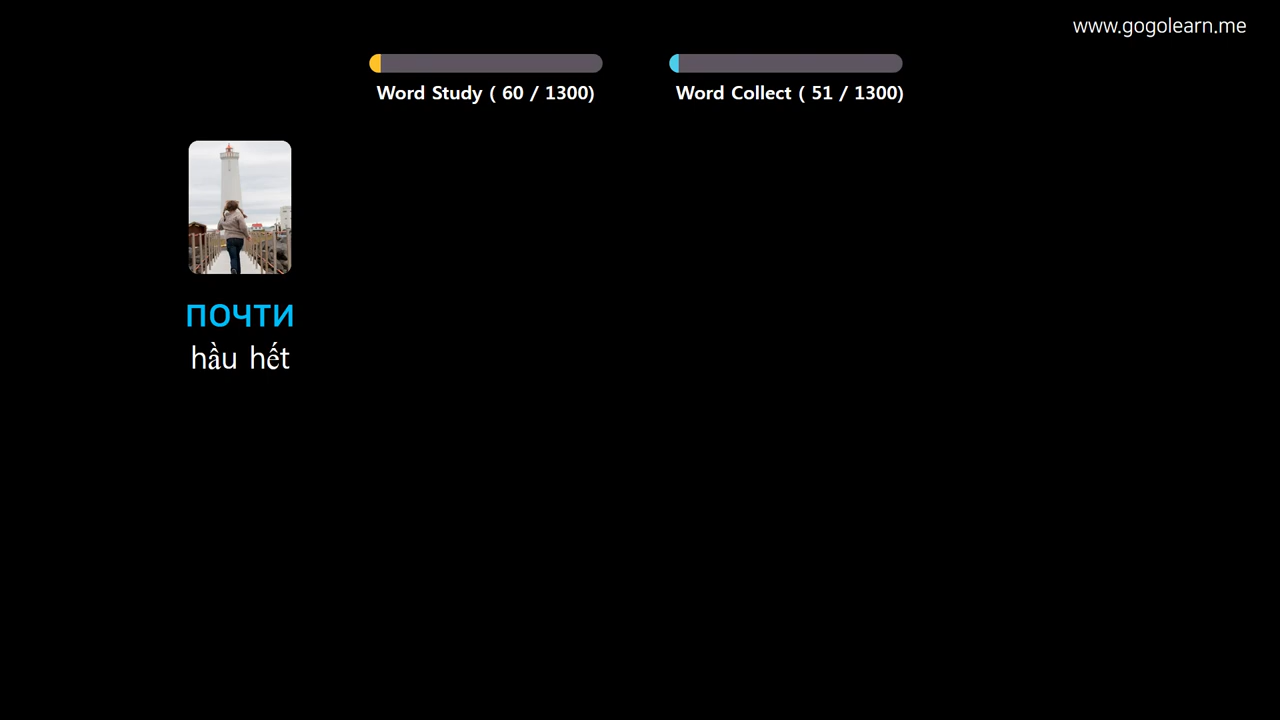 www.gogolearn.me
Word Study ( 60 / 1300)
Word Collect ( 51 / 1300)
почти
hầu hết